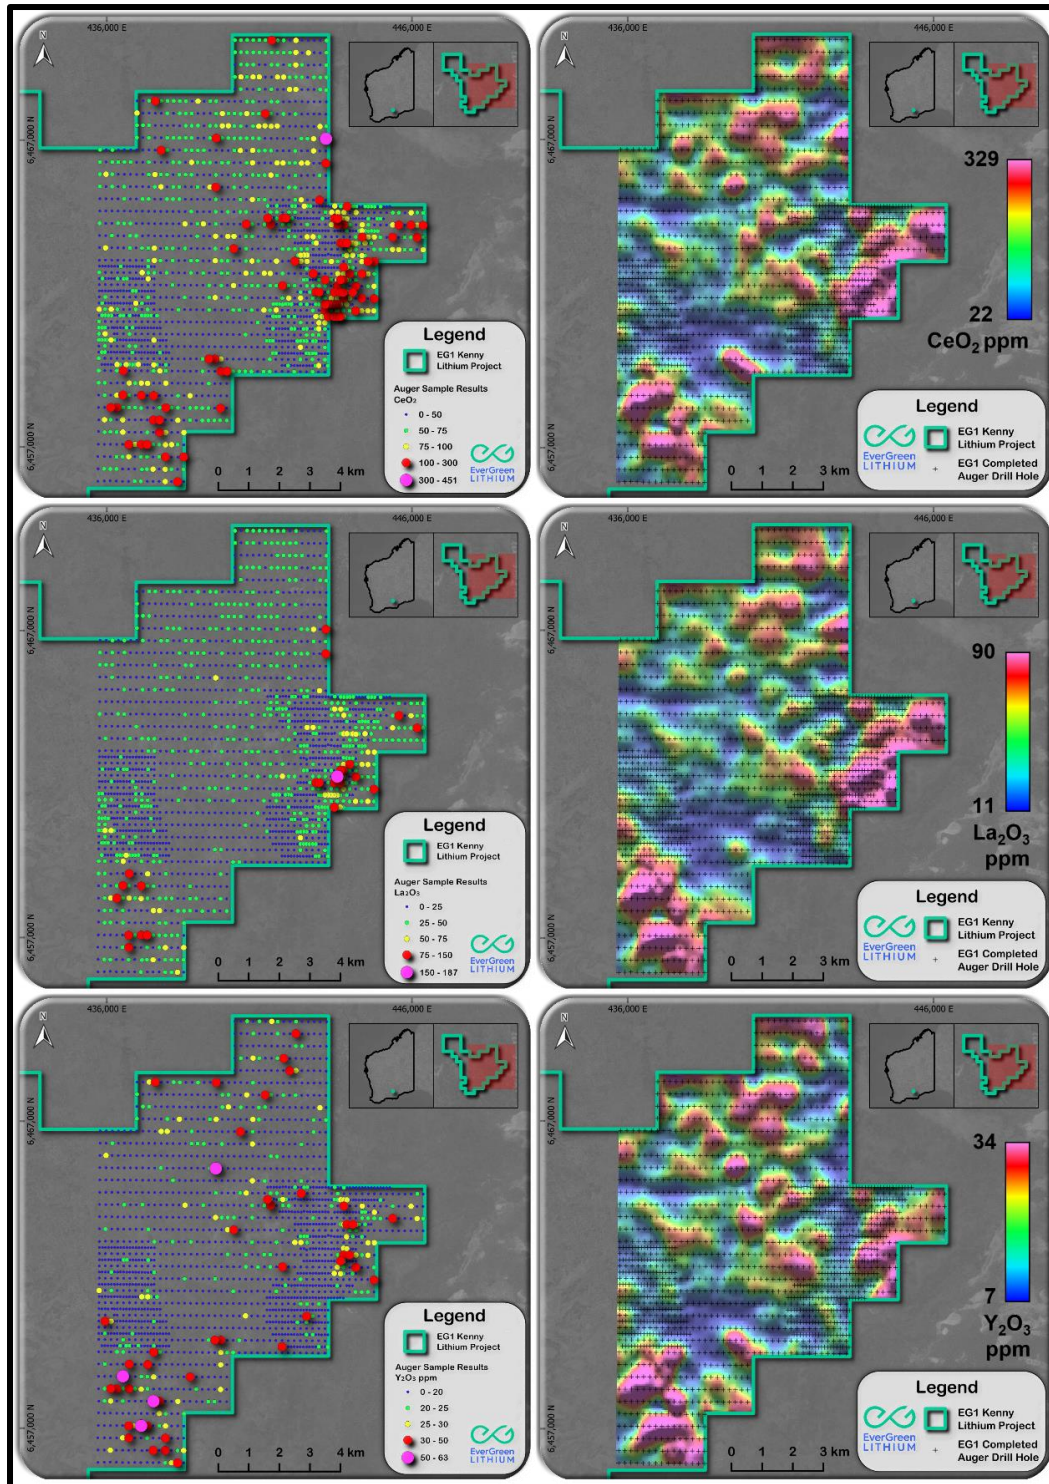 436,000 E
446,000 E
N
6,467,000 N
6,457,000 N
Legend
EG1 Kenny
Lithium Project
Auger Sample Results
CeO₂
0 - 50
50 - 75
75 - 100
100 - 300
300 - 451
EverGreen
LITHIUM
0 1 2 3 4 km
436,000 E
446,000 E
N
6,467,000 N
6,457,000 N
329
22
CeO₂ ppm
Legend
EverGreen
LITHIUM
EG1 Kenny
Lithium Project
EG1 Completed
Auger Drill Hole
0 1 2 3 km
436,000 E
446,000 E
N
6,467,000 N
6,457,000 N
Legend
EG1 Kenny
Lithium Project
Auger Sample Results
La₂O₃
0 - 25
25 - 50
50 - 75
75 - 150
150 - 187
EverGreen
LITHIUM
0 1 2 3 4 km
436,000 E
446,000 E
N
6,467,000 N
6,457,000 N
90
11
La₂O₃
ppm
Legend
EverGreen
LITHIUM
EG1 Kenny
Lithium Project
EG1 Completed
Auger Drill Hole
0 1 2 3 km
436,000 E
446,000 E
N
6,467,000 N
6,457,000 N
Legend
EG1 Kenny
Lithium Project
Auger Sample Results
Y₂O₃ ppm
0 - 20
20 - 25
25 - 30
30 - 50
50 - 63
EverGreen
LITHIUM
0 1 2 3 4 km
436,000 E
446,000 E
N
6,467,000 N
6,457,000 N
34
7
Y₂O₃
ppm
Legend
EverGreen
LITHIUM
EG1 Kenny
Lithium Project
EG1 Completed
Auger Drill Hole
0 1 2 3 km